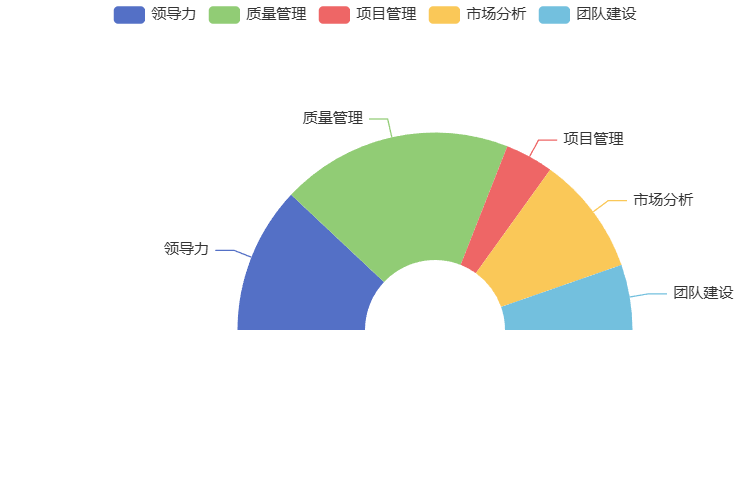 领导力 质量管理 项目管理 市场分析 团队建设
质量管理
项目管理
市场分析
领导力
团队建设